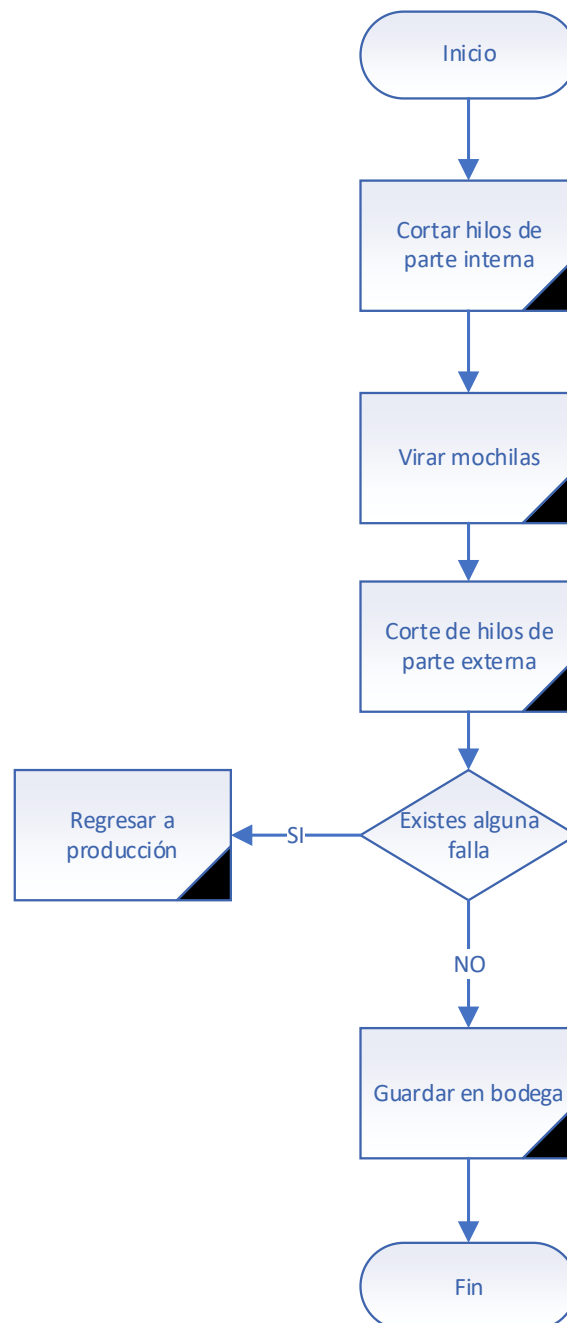 Inicio
Cortar hilos de
parte interna
Virar mochilas
Corte de hilos de
parte externa
Existes alguna
falla
SI
Regresar a
producción
NO
Guardar en bodega
Fin